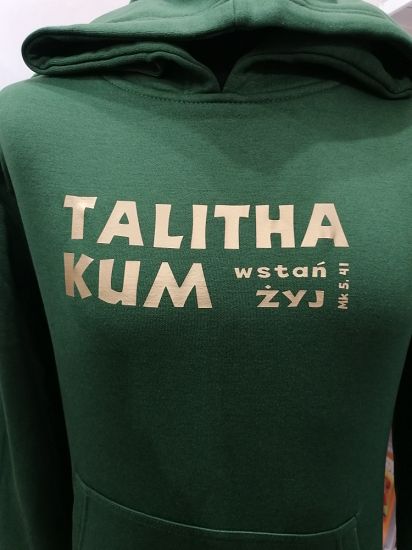 TALITHA
KUM
wstań
żyj
Mk 5, 41